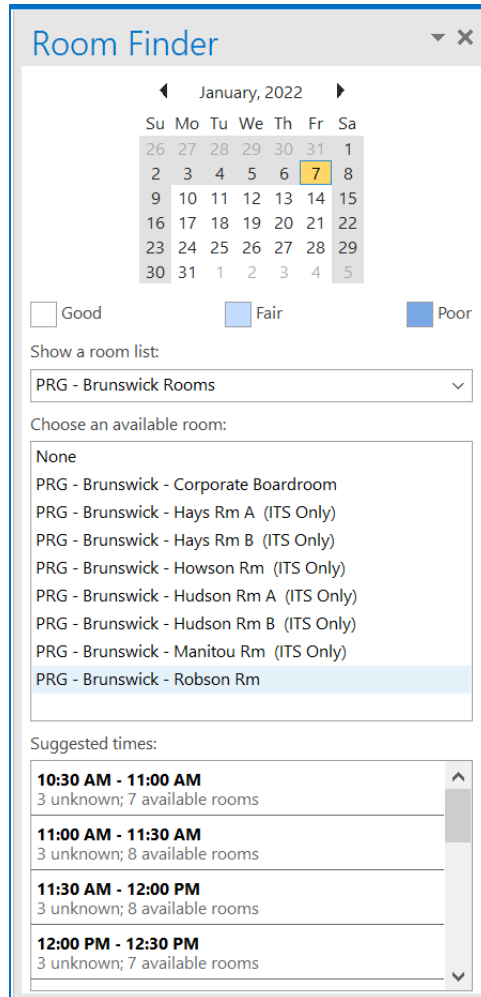 Room Finder
January, 2022
Su Mo Tu We Th Fr Sa
26 27 28 29 30 31 1
2 3 4 5 6 7 8
9 10 11 12 13 14 15
16 17 18 19 20 21 22
23 24 25 26 27 28 29
30 31 1 2 3 4 5
Good Fair Poor
Show a room list:
PRG - Brunswick Rooms
Choose an available room:
None
PRG - Brunswick - Corporate Boardroom
PRG - Brunswick - Hays Rm A (ITS Only)
PRG - Brunswick - Hays Rm B (ITS Only)
PRG - Brunswick - Howson Rm (ITS Only)
PRG - Brunswick - Hudson Rm A (ITS Only)
PRG - Brunswick - Hudson Rm B (ITS Only)
PRG - Brunswick - Manitou Rm (ITS Only)
PRG - Brunswick - Robson Rm
Suggested times:
10:30 AM - 11:00 AM
3 unknown; 7 available rooms
11:00 AM - 11:30 AM
3 unknown; 8 available rooms
11:30 AM - 12:00 PM
3 unknown; 8 available rooms
12:00 PM - 12:30 PM
3 unknown; 7 available rooms